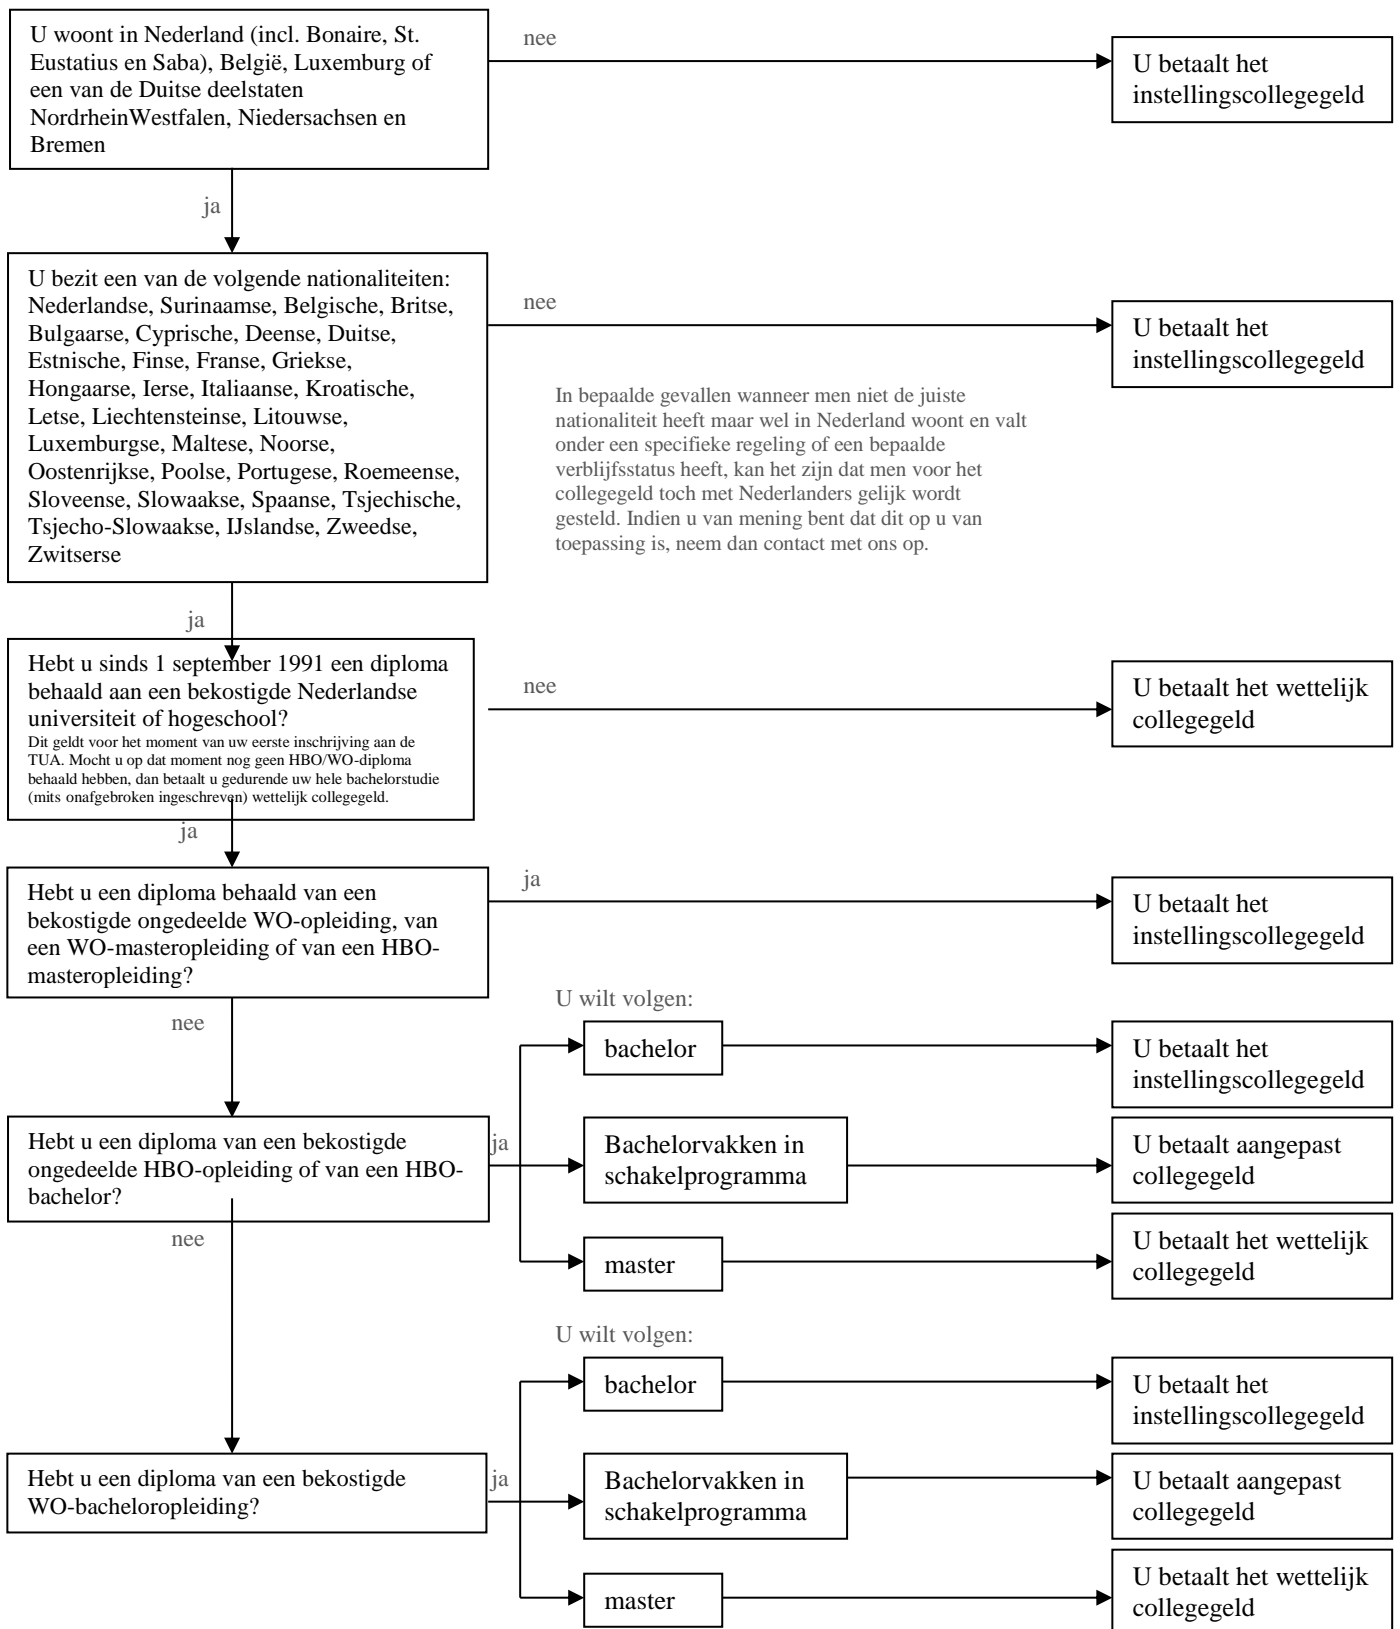 U woont in Nederland (incl. Bonaire, St.
Eustatius en Saba), België, Luxemburg of
een van de Duitse deelstaten
NordrheinWestfalen, Niedersachsen en
Bremen
nee
U betaalt het
instellingscollegegeld
ja
U bezit een van de volgende nationaliteiten:
Nederlandse, Surinaamse, Belgische, Britse,
Bulgaarse, Cyprische, Deense, Duitse,
Estnische, Finse, Franse, Griekse,
Hongaarse, Ierse, Italiaanse, Kroatische,
Letse, Liechtensteinse, Litouwse,
Luxemburgse, Maltese, Noorse,
Oostenrijkse, Poolse, Portugese, Roemeense,
Sloveense, Slowaakse, Spaanse, Tsjechische,
Tsjecho-Slowaakse, IJslandse, Zweedse,
Zwitserse
nee
U betaalt het
instellingscollegegeld
In bepaalde gevallen wanneer men niet de juiste
nationaliteit heeft maar wel in Nederland woont en valt
onder een specifieke regeling of een bepaalde
verblijfsstatus heeft, kan het zijn dat men voor het
collegegeld toch met Nederlanders gelijk wordt
gesteld. Indien u van mening bent dat dit op u van
toepassing is, neem dan contact met ons op.
ja
Hebt u sinds 1 september 1991 een diploma
behaald aan een bekostigde Nederlandse
universiteit of hogeschool?
Dit geldt voor het moment van uw eerste inschrijving aan de
TUA. Mocht u op dat moment nog geen HBO/WO-diploma
behaald hebben, dan betaalt u gedurende uw hele bachelorstudie
(mits onafgebroken ingeschreven) wettelijk collegegeld.
nee
U betaalt het wettelijk
collegegeld
ja
Hebt u een diploma behaald van een
bekostigde ongedeelde WO-opleiding, van
een WO-masteropleiding of van een HBO-
masteropleiding?
ja
U betaalt het
instellingscollegegeld
nee
U wilt volgen:
bachelor
U betaalt het
instellingscollegegeld
Hebt u een diploma van een bekostigde
ongedeelde HBO-opleiding of van een HBO-
bachelor?
ja
Bachelorvakken in
schakelprogramma
U betaalt aangepast
collegegeld
master
U betaalt het wettelijk
collegegeld
nee
U wilt volgen:
bachelor
U betaalt het
instellingscollegegeld
Hebt u een diploma van een bekostigde
WO-bacheloropleiding?
ja
Bachelorvakken in
schakelprogramma
U betaalt aangepast
collegegeld
master
U betaalt het wettelijk
collegegeld